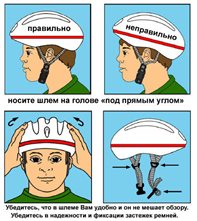 правильно
неправильно
носите шлем на голове «под прямым углом»
Убедитесь, что в шлеме Вам удобно и он не мешает обзору.
Убедитесь в надежности и фиксации застежек ремней.